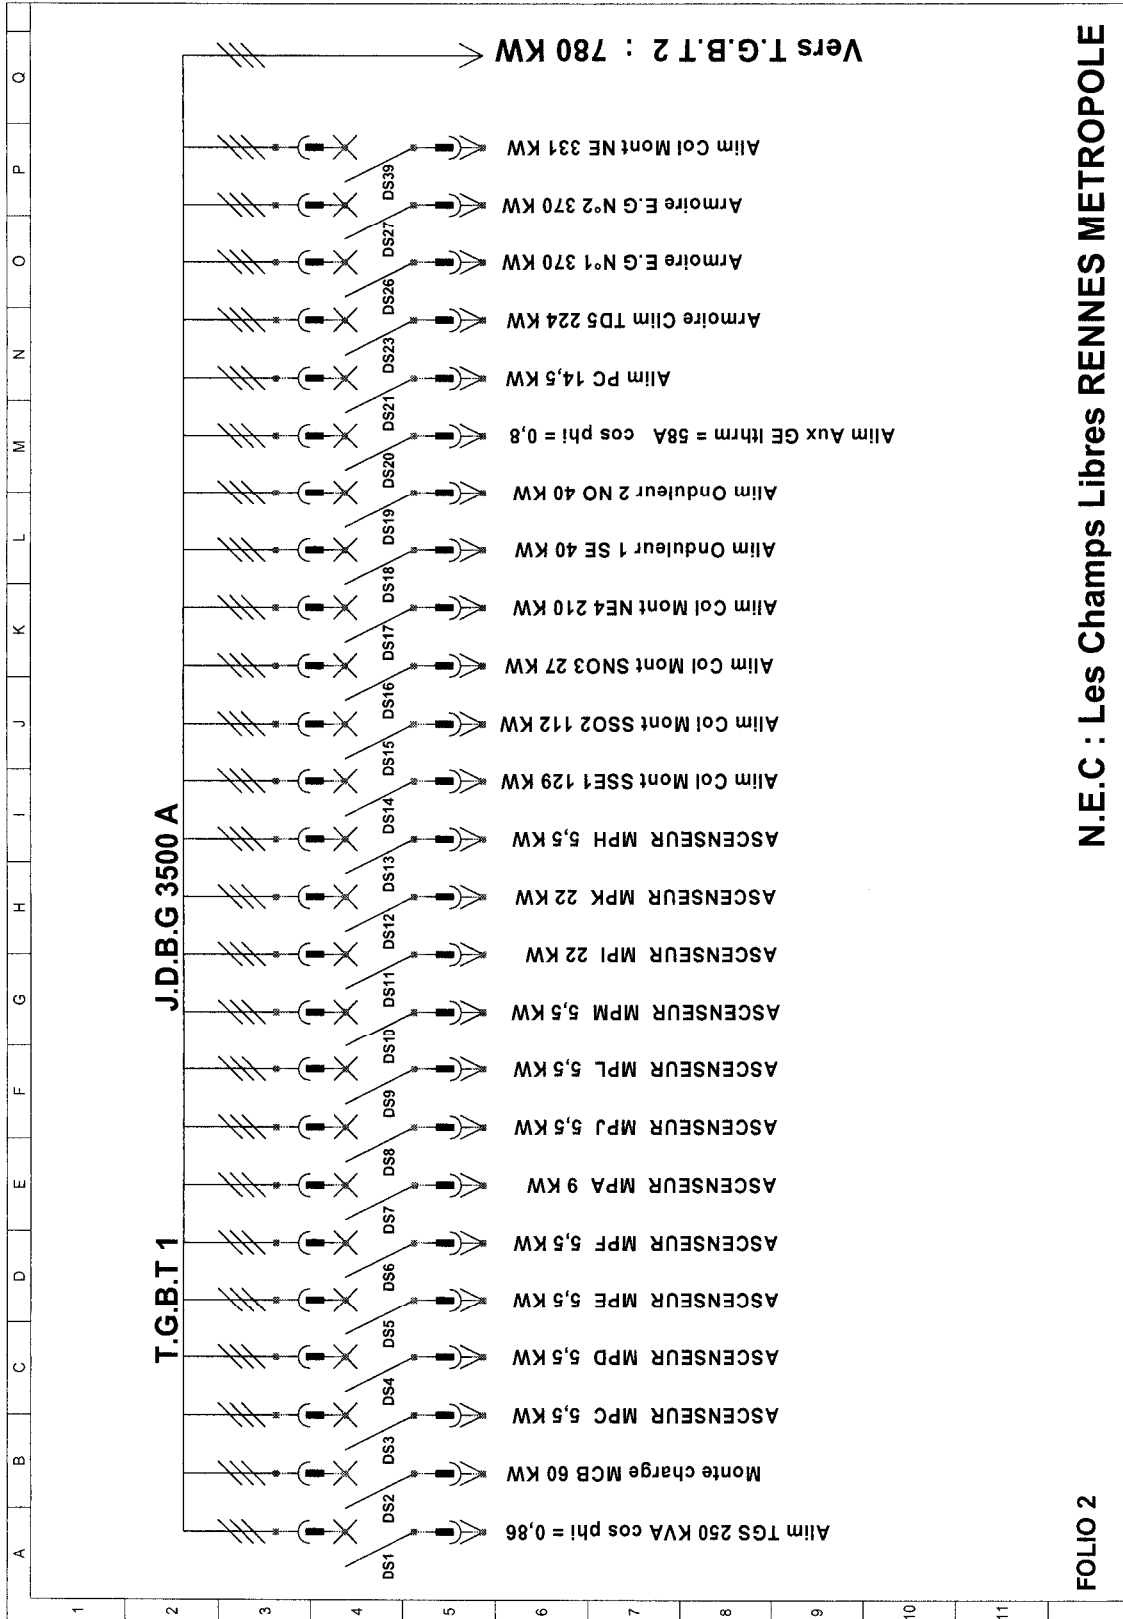 A
B
C
D
E
F
G
H
I
J
K
L
M
N
O
P
Q
1
2
3
4
5
6
7
8
9
10
11
T.G.B.T 1
J.D.B.G 3500 A
DS1
DS2
DS3
DS4
DS5
DS6
DS7
DS8
DS9
DS10
DS11
DS12
DS13
DS14
DS15
DS16
DS17
DS18
DS19
DS20
DS21
DS23
DS26
DS27
DS39
Alim TGS 250 KVA cos phi = 0,86
Monte charge MCB 60 KW
ASCENSEUR MPC 5,5 KW
ASCENSEUR MPD 5,5 KW
ASCENSEUR MPE 5,5 KW
ASCENSEUR MPF 5,5 KW
ASCENSEUR MPA 9 KW
ASCENSEUR MPJ 5,5 KW
ASCENSEUR MPL 5,5 KW
ASCENSEUR MPM 5,5 KW
ASCENSEUR MPI 22 KW
ASCENSEUR MPK 22 KW
ASCENSEUR MPH 5,5 KW
Alim Col Mont SSE1 129 KW
Alim Col Mont SSO2 112 KW
Alim Col Mont SNO3 27 KW
Alim Col Mont NE4 210 KW
Alim Onduleur 1 SE 40 KW
Alim Onduleur 2 NO 40 KW
Alim Aux GE Ithrm = 58A cos phi = 0,8
Alim PC 14,5 KW
Armoire Clim TD5 224 KW
Armoire E.G N°1 370 KW
Armoire E.G N°2 370 KW
Alim Col Mont NE 331 KW
Vers T.G.B.T 2 : 780 KW
FOLIO 2
N.E.C : Les Champs Libres RENNES METROPOLE